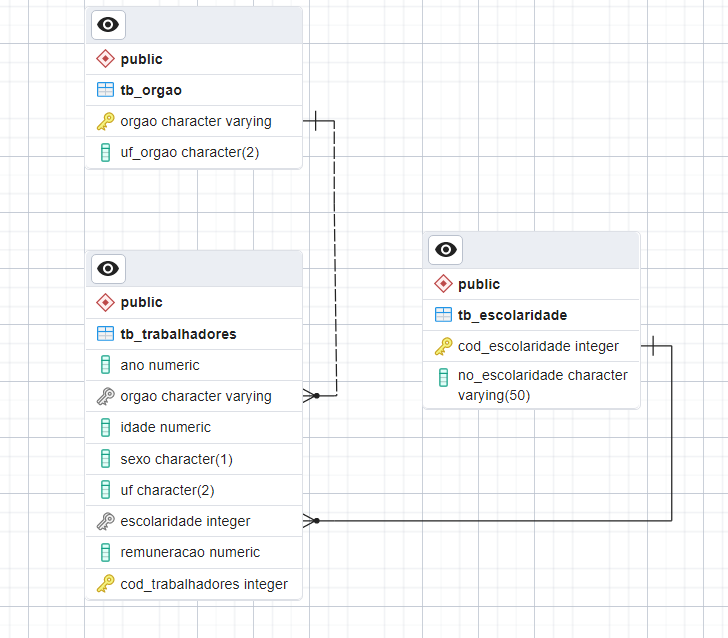 public
tb_orgao
orgao character varying
uf_orgao character(2)
public
tb_trabalhadores
ano numeric
orgao character varying
idade numeric
sexo character(1)
uf character(2)
escolaridade integer
remuneracao numeric
cod_trabalhadores integer
public
tb_escolaridade
cod_escolaridade integer
no_escolaridade character
varying(50)